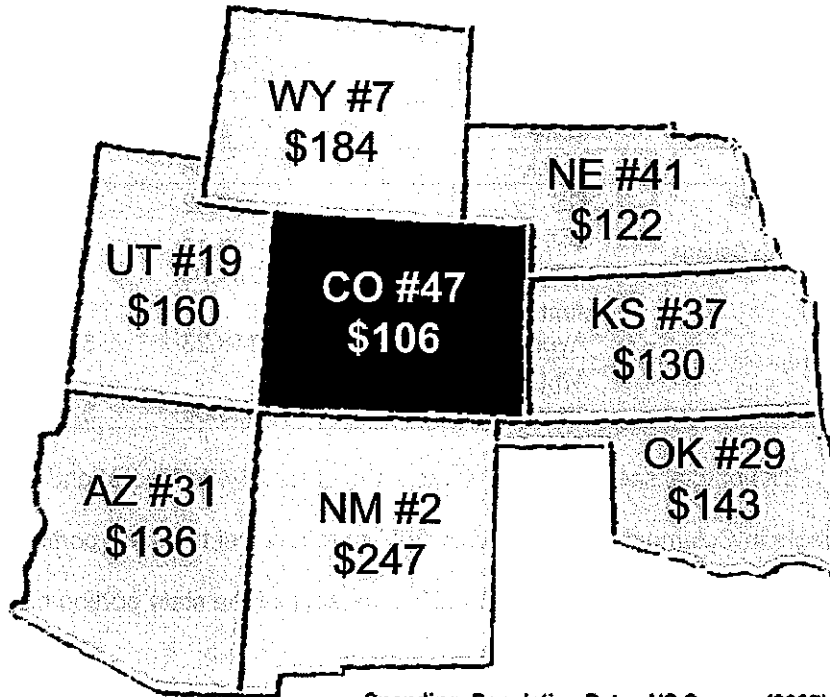 WY #7
$184
NE #41
$122
UT #19
$160
CO #47
$106
KS #37
$130
AZ #31
$136
NM #2
$247
OK #29
$143